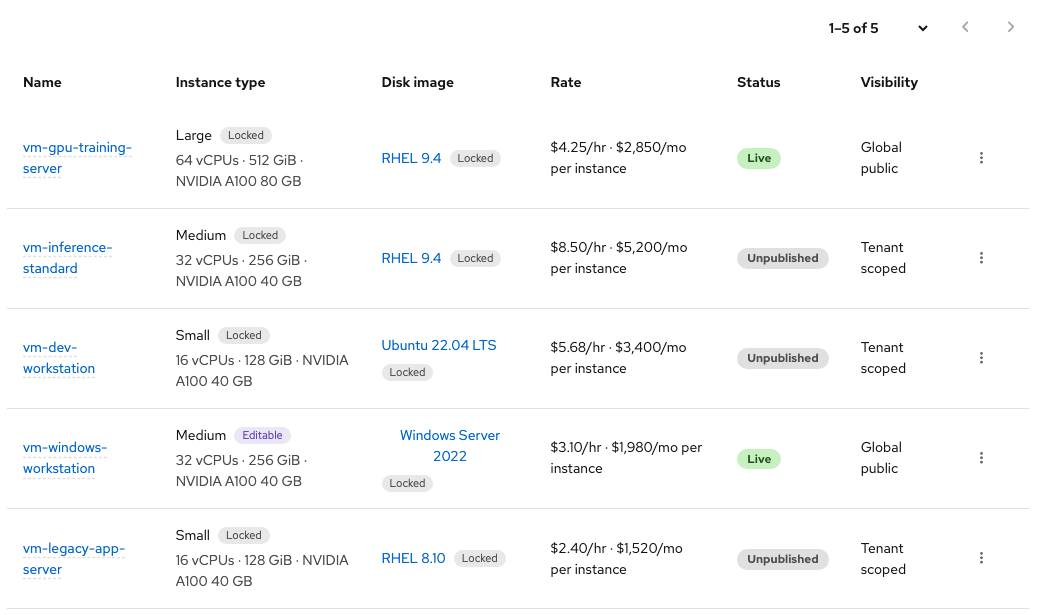 1–5 of 5
Name Instance type Disk image Rate Status Visibility
vm-gpu-training-
server
Large Locked
64 vCPUs · 512 GiB ·
NVIDIA A100 80 GB
RHEL 9.4 Locked
$4.25/hr · $2,850/mo
per instance
Live
Global
public
vm-inference-
standard
Medium Locked
32 vCPUs · 256 GiB ·
NVIDIA A100 40 GB
RHEL 9.4 Locked
$8.50/hr · $5,200/mo
per instance
Unpublished
Tenant
scoped
vm-dev-
workstation
Small Locked
16 vCPUs · 128 GiB · NVIDIA
A100 40 GB
Ubuntu 22.04 LTS
Locked
$5.68/hr · $3,400/mo
per instance
Unpublished
Tenant
scoped
vm-windows-
workstation
Medium Editable
32 vCPUs · 256 GiB ·
NVIDIA A100 40 GB
Windows Server
2022
Locked
$3.10/hr · $1,980/mo per
instance
Live
Global
public
vm-legacy-app-
server
Small Locked
16 vCPUs · 128 GiB · NVIDIA
A100 40 GB
RHEL 8.10 Locked
$2.40/hr · $1,520/mo
per instance
Unpublished
Tenant
scoped